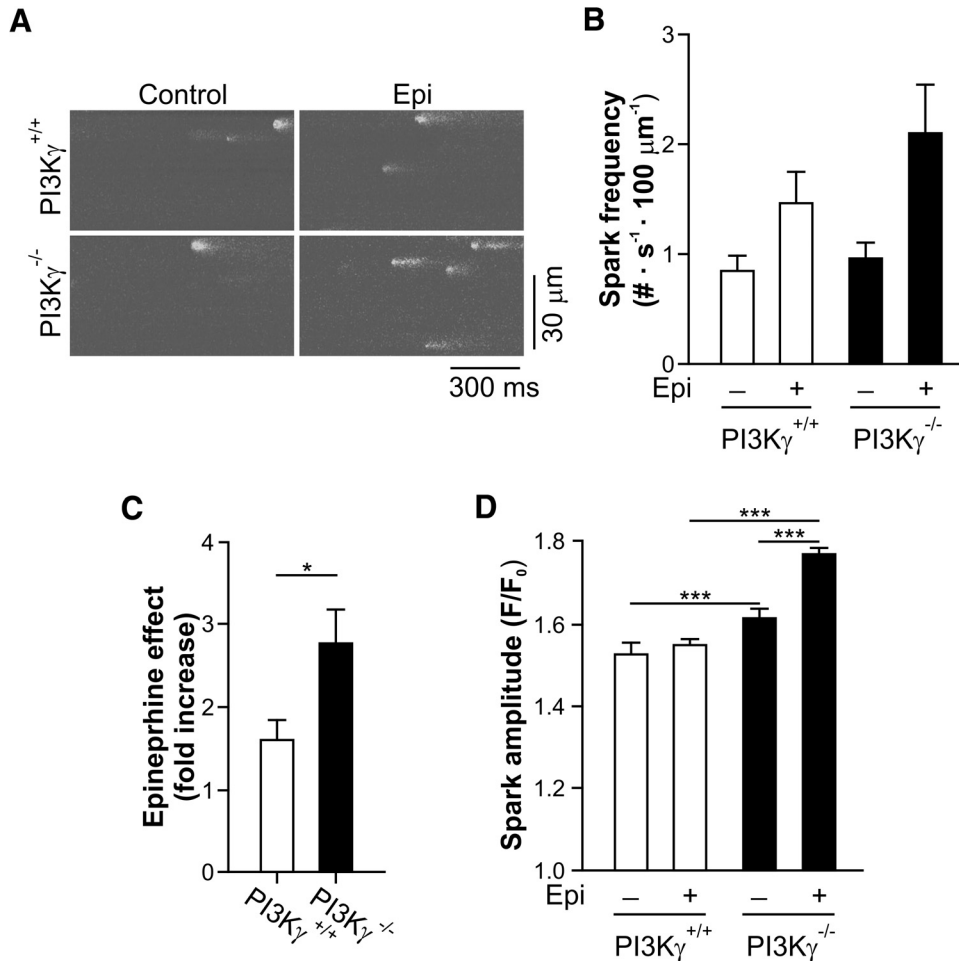 A
Control
Epi
PI3Kγ+/+
PI3Kγ-/-
30 μm
300 ms
B
Spark frequency
(# · s-1 · 100 μm-1)
3
2
1
0
Epi
–
+
–
+
PI3Kγ+/+
PI3Kγ-/-
C
Epineprhine effect
(fold increase)
4
3
2
1
0
*
PI3Kγ+/+
PI3Kγ-/-
D
Spark amplitude (F/F0)
1.8
1.6
1.4
1.2
1.0
***
***
***
Epi
–
+
–
+
PI3Kγ+/+
PI3Kγ-/-